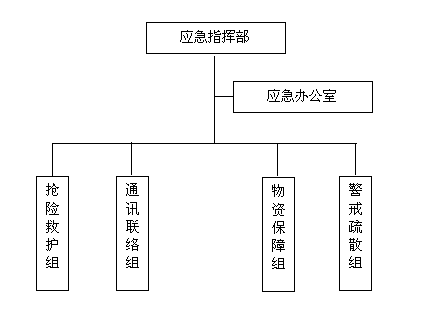 应急指挥部
应急办公室
抢险救护组
通讯联络组
物资保障组
警戒疏散组